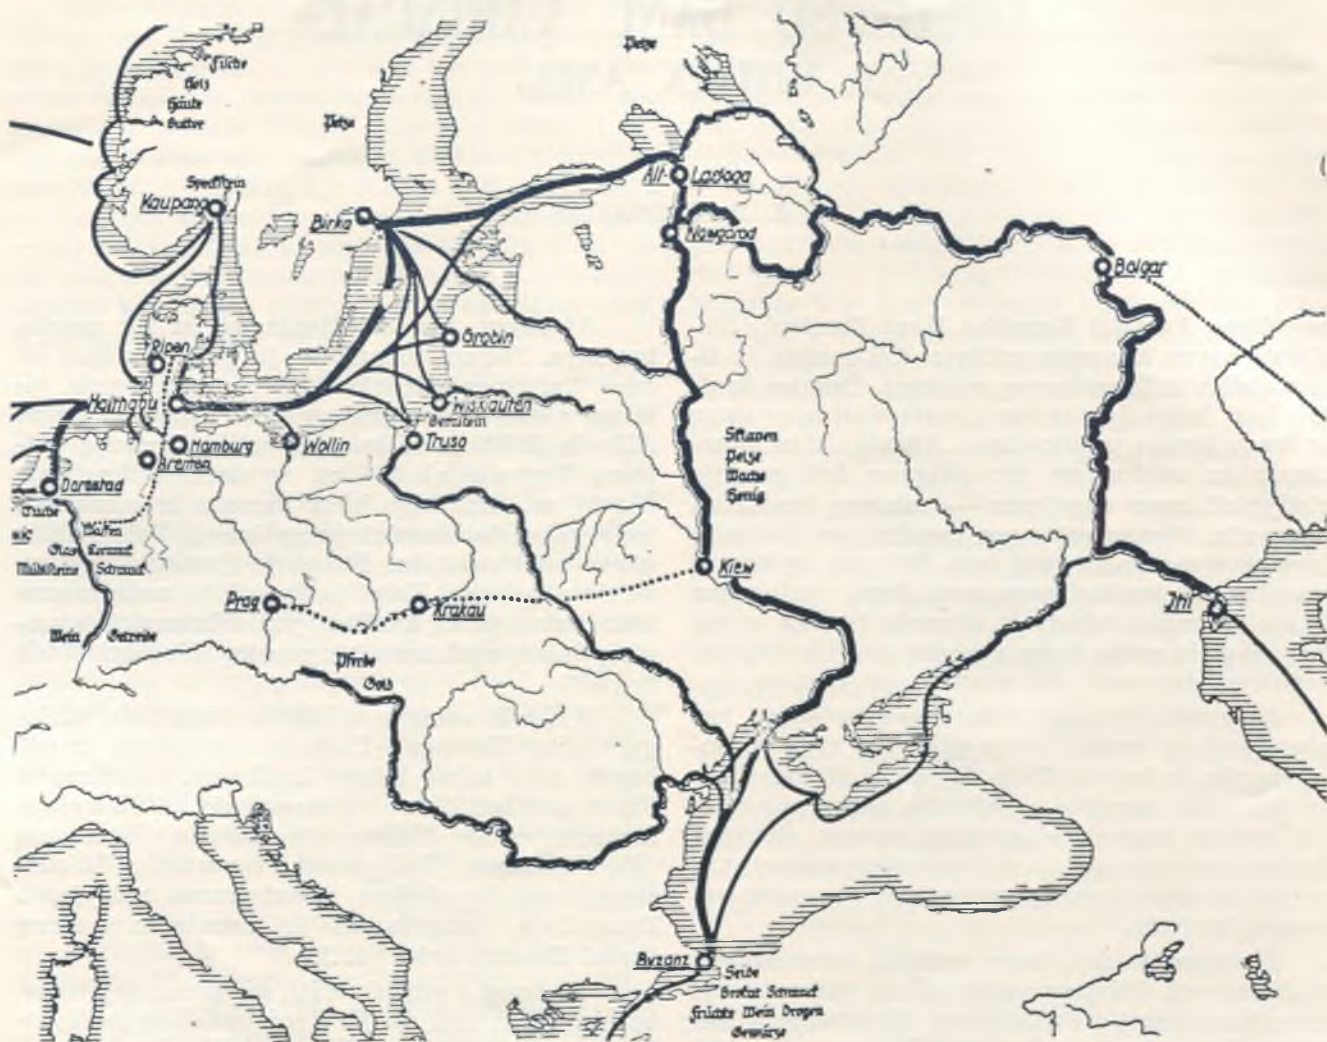 Fische
Holz
Häute
Butter
Pelze
Pelze
Speckstein
Kaupang
Birka
Alt-Ladoga
Nowgorod
Bolgar
Ripen
Grobin
Haithabu
Wiskiauten
Bernstein
Hamburg
Wollin
Truso
Bremen
Dorestad
Tuche
Waffen
Glas Keramik
Mühlsteine Schmuck
Sklaven
Pelze
Wachs
Honig
Kiew
Prag
Krakau
Itil
Wein Getreide
Pferde
Gold
Byzanz
Seide
Brokat Schmuck
Früchte Wein Drogen
Gewürze